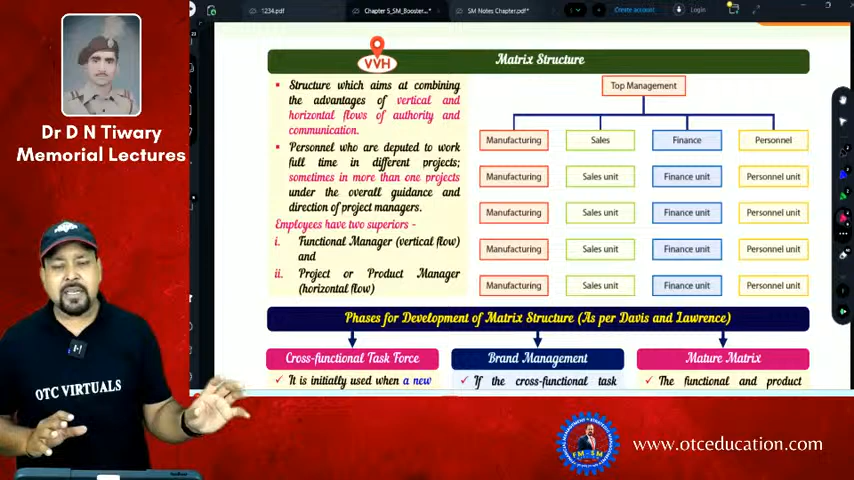 1234.pdf
Chapter 5_SM_Booster...*
SM Notes Chapter.pdf*
Create account
Login
Dr D N Tiwary
Memorial Lectures
VVH
Matrix Structure
Structure which aims at combining
the advantages of vertical and
horizontal flows of authority and
communication.
Personnel who are deputed to work
full time in different projects;
sometimes in more than one projects
under the overall guidance and
direction of project managers.
Employees have two superiors -
i. Functional Manager (vertical flow)
and
ii. Project or Product Manager
(horizontal flow)
Top Management
Manufacturing Sales Finance Personnel
Manufacturing Sales unit Finance unit Personnel unit
Manufacturing Sales unit Finance unit Personnel unit
Manufacturing Sales unit Finance unit Personnel unit
Manufacturing Sales unit Finance unit Personnel unit
Phases for Development of Matrix Structure (As per Davis and Lawrence)
Cross-functional Task Force
Brand Management
Mature Matrix
It is initially used when a new
If the cross-functional task
The functional and product
OTC VIRTUALS
FM-SM
www.otceducation.com